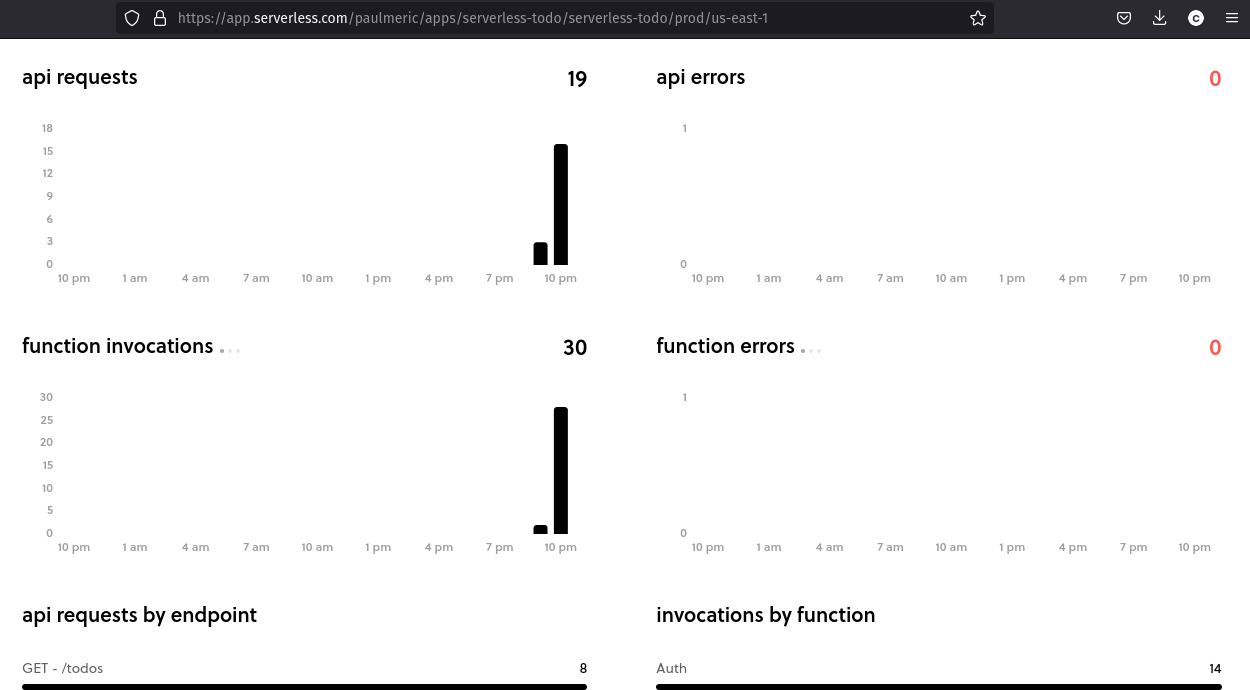 https://app.serverless.com/paulmeric/apps/serverless-todo/serverless-todo/prod/us-east-1
C
api requests 19
18
15
12
9
6
3
0
10 pm 1 am 4 am 7 am 10 am 1 pm 4 pm 7 pm 10 pm
api errors 0
1
0
10 pm 1 am 4 am 7 am 10 am 1 pm 4 pm 7 pm 10 pm
function invocations 30
30
25
20
15
10
5
0
10 pm 1 am 4 am 7 am 10 am 1 pm 4 pm 7 pm 10 pm
function errors 0
1
0
10 pm 1 am 4 am 7 am 10 am 1 pm 4 pm 7 pm 10 pm
api requests by endpoint
GET - /todos 8
invocations by function
Auth 14